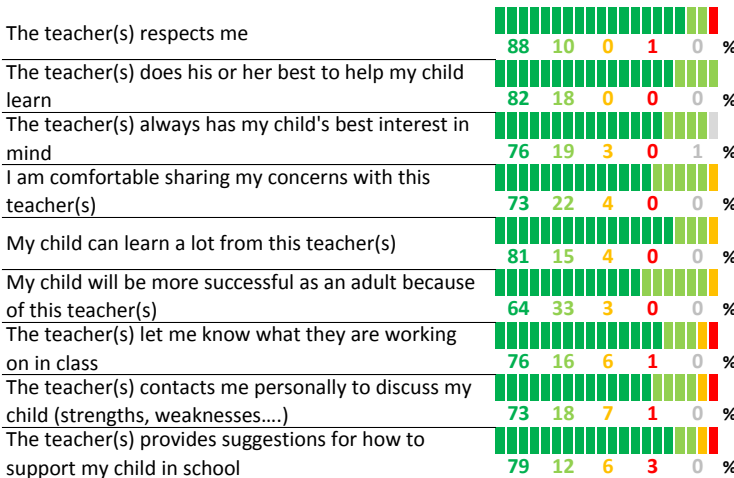 The teacher(s) respects me
88 10 0 1 0 %
The teacher(s) does his or her best to help my child
learn
82 18 0 0 0 %
The teacher(s) always has my child's best interest in
mind
76 19 3 0 1 %
I am comfortable sharing my concerns with this
teacher(s)
73 22 4 0 0 %
My child can learn a lot from this teacher(s)
81 15 4 0 0 %
My child will be more successful as an adult because
of this teacher(s)
64 33 3 0 0 %
The teacher(s) let me know what they are working
on in class
76 16 6 1 0 %
The teacher(s) contacts me personally to discuss my
child (strengths, weaknesses....)
73 18 7 1 0 %
The teacher(s) provides suggestions for how to
support my child in school
79 12 6 3 0 %